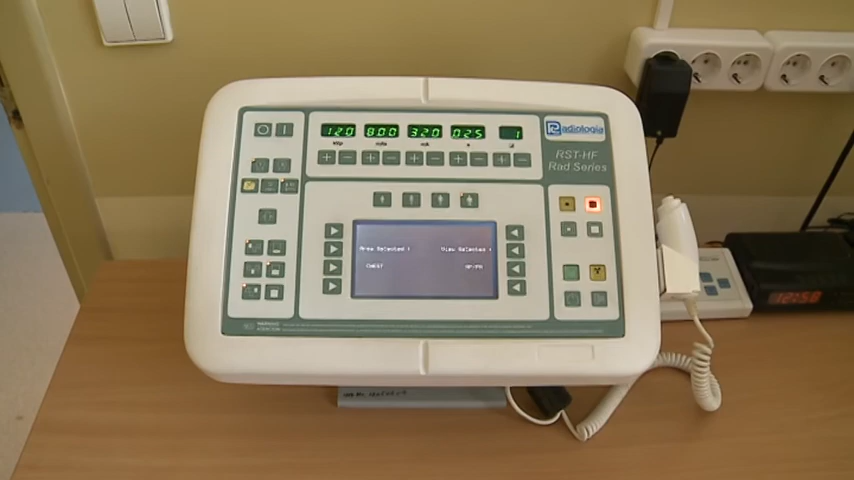 120 800 320 025 1
kVp mAs mA s
Radiologia
RST-HF
Rad Series
Area Selected : View Selected :
CHEST AP/PA
12:58